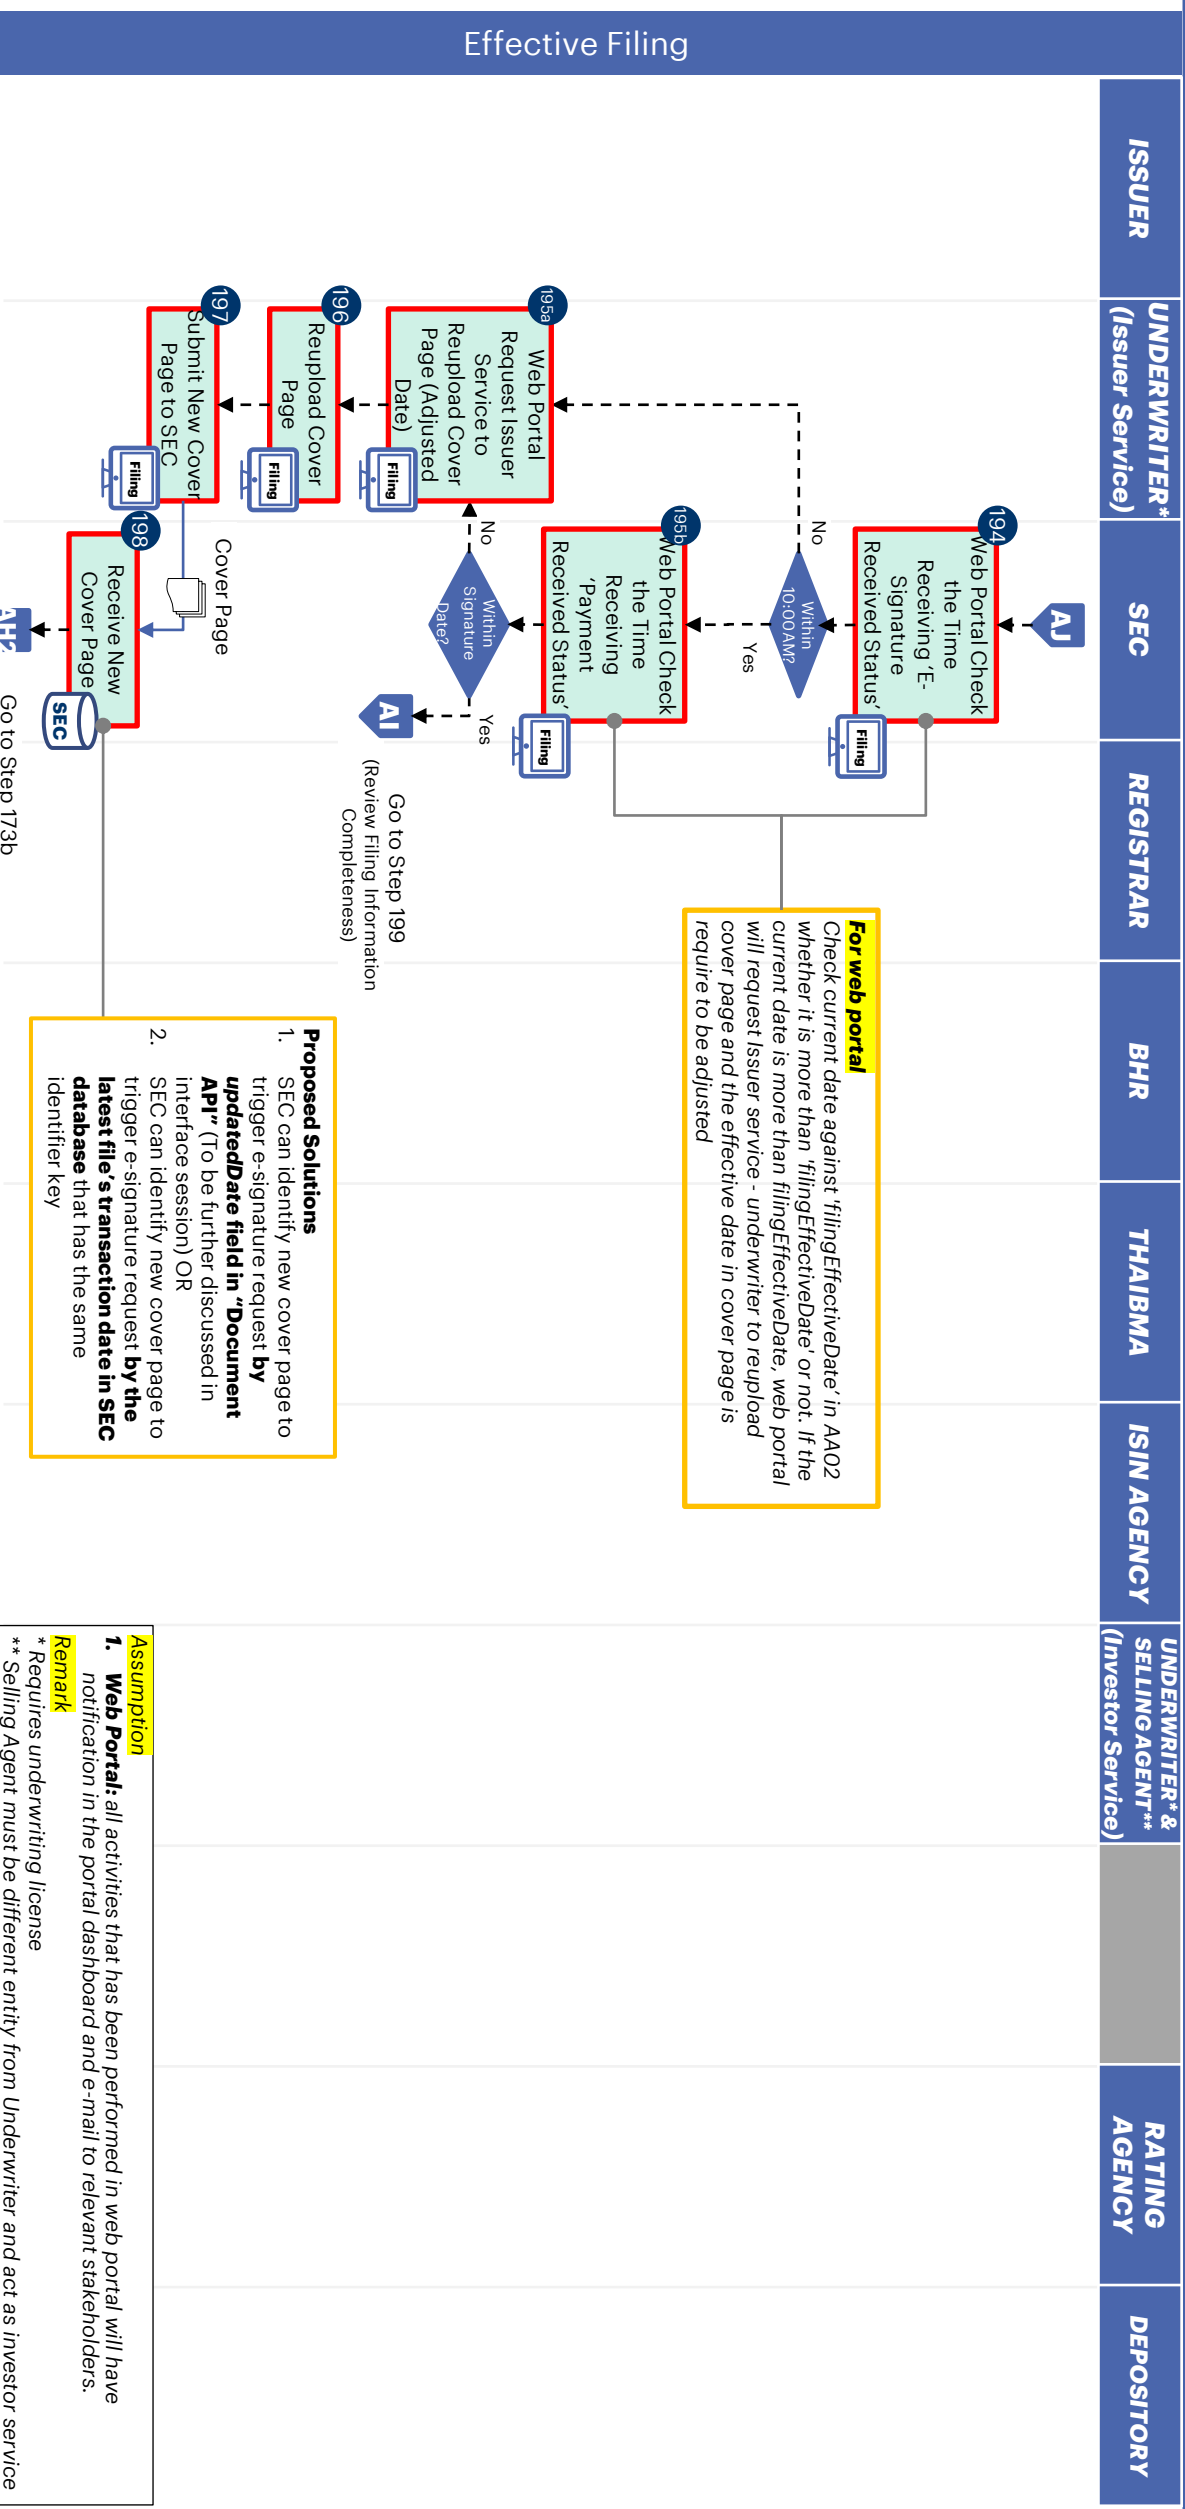 Effective Filing
ISSUER
UNDERWRITER*
(Issuer Service)
SEC
REGISTRAR
BHR
THAIBMA
ISIN AGENCY
UNDERWRITER* &
SELLING AGENT**
(Investor Service)
RATING
AGENCY
DEPOSITORY
AJ
194
Web Portal Check
the Time
Receiving 'E-
Signature
Received Status'
Filing
Within
10:00AM?
No
Yes
195b
Web Portal Check
the Time
Receiving
'Payment
Received Status'
Filing
For web portal
Check current date against 'filingEffectiveDate' in AA02
whether it is more than 'filingEffectiveDate' or not. If the
current date is more than filingEffectiveDate, web portal
will request Issuer service - underwriter to reupload
cover page and the effective date in cover page is
require to be adjusted
195a
Web Portal
Request Issuer
Service to
Reupload Cover
Page (Adjusted
Date)
Filing
No
Within
Signature
Date?
Yes
AI
Go to Step 199
(Review Filing Information
Completeness)
196
Reupload Cover
Page
Filing
197
Submit New Cover
Page to SEC
Filing
Cover Page
198
Receive New
Cover Page
SEC
AH2
Go to Step 173b
Proposed Solutions
1. SEC can identify new cover page to
trigger e-signature request by
updatedDate field in "Document
API" (To be further discussed in
interface session) OR
2. SEC can identify new cover page to
trigger e-signature request by the
latest file's transaction date in SEC
database that has the same
identifier key
Assumption
1. Web Portal: all activities that has been performed in web portal will have
notification in the portal dashboard and e-mail to relevant stakeholders.
Remark
* Requires underwriting license
** Selling Agent must be different entity from Underwriter and act as investor service